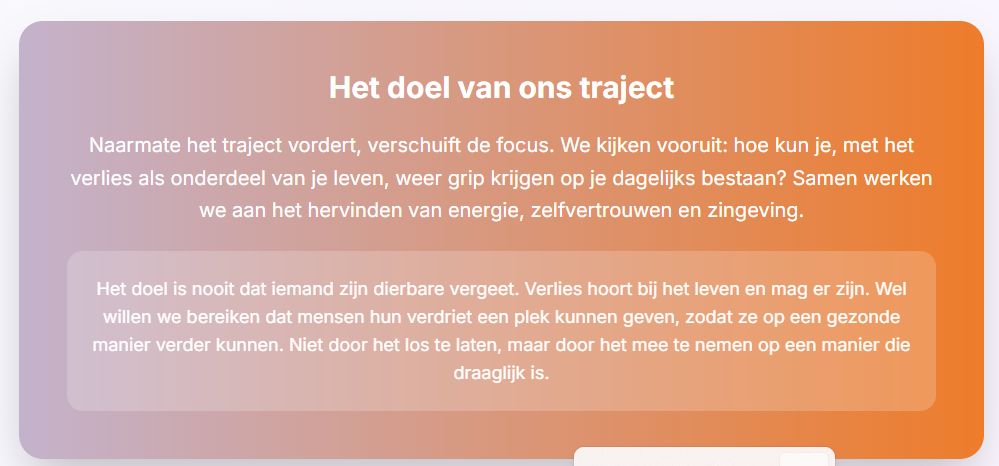 Het doel van ons traject
Naarmate het traject vordert, verschuift de focus. We kijken vooruit: hoe kun je, met het
verlies als onderdeel van je leven, weer grip krijgen op je dagelijks bestaan? Samen werken
we aan het hervinden van energie, zelfvertrouwen en zingeving.
Het doel is nooit dat iemand zijn dierbare vergeet. Verlies hoort bij het leven en mag er zijn. Wel
willen we bereiken dat mensen hun verdriet een plek kunnen geven, zodat ze op een gezonde
manier verder kunnen. Niet door het los te laten, maar door het mee te nemen op een manier die
draaglijk is.